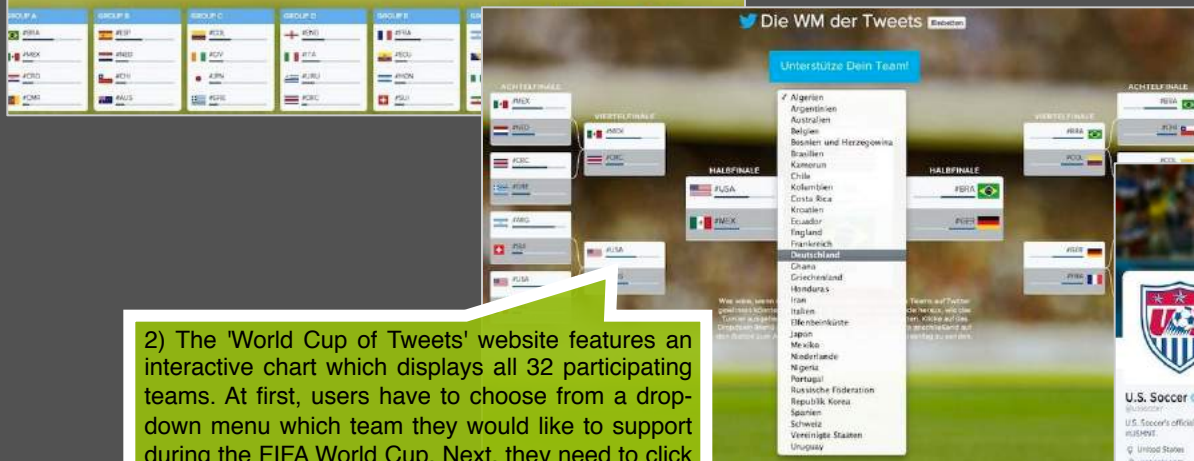 GROUP A
GROUP B
GROUP C
GROUP D
GROUP E
#BRA
#ESP
#COL
#ENG
#FRA
#MEX
#NED
#CIV
#ITA
#ECU
#CRO
#CHI
#JPN
#URU
#HON
#CMR
#AUS
#GRE
#CRC
#SUI
Die WM der Tweets
Unterstütze Dein Team!
ACHTELFINALE
#MEX
#NED
#CRC
#GRE
#ARG
#SUI
#USA
VIERTELFINALE
#MEX
#CRC
#USA
HALBFINALE
#USA
#MEX
✓ Algerien
Argentinien
Australien
Belgien
Bosnien und Herzegowina
Brasilien
Kamerun
Chile
Kolumbien
Costa Rica
Kroatien
Ecuador
England
Frankreich
Deutschland
Ghana
Griechenland
Honduras
Iran
Italien
Elfenbeinküste
Japan
Mexiko
Niederlande
Nigeria
Portugal
Russische Föderation
Republik Korea
Spanien
Schweiz
Vereinigte Staaten
Uruguay
HALBFINALE
#BRA
#GER
VIERTELFINALE
#BRA
#COL
#GER
#FRA
ACHTELFINALE
#BRA
#CHI
#COL
U.S. Soccer
@ussoccer
U.S. Soccer's official
#USMNT.
United States
2) The 'World Cup of Tweets' website features an
interactive chart which displays all 32 participating
teams. At first, users have to choose from a drop-
down menu which team they would like to support
during the FIFA World Cup. Next, they need to click